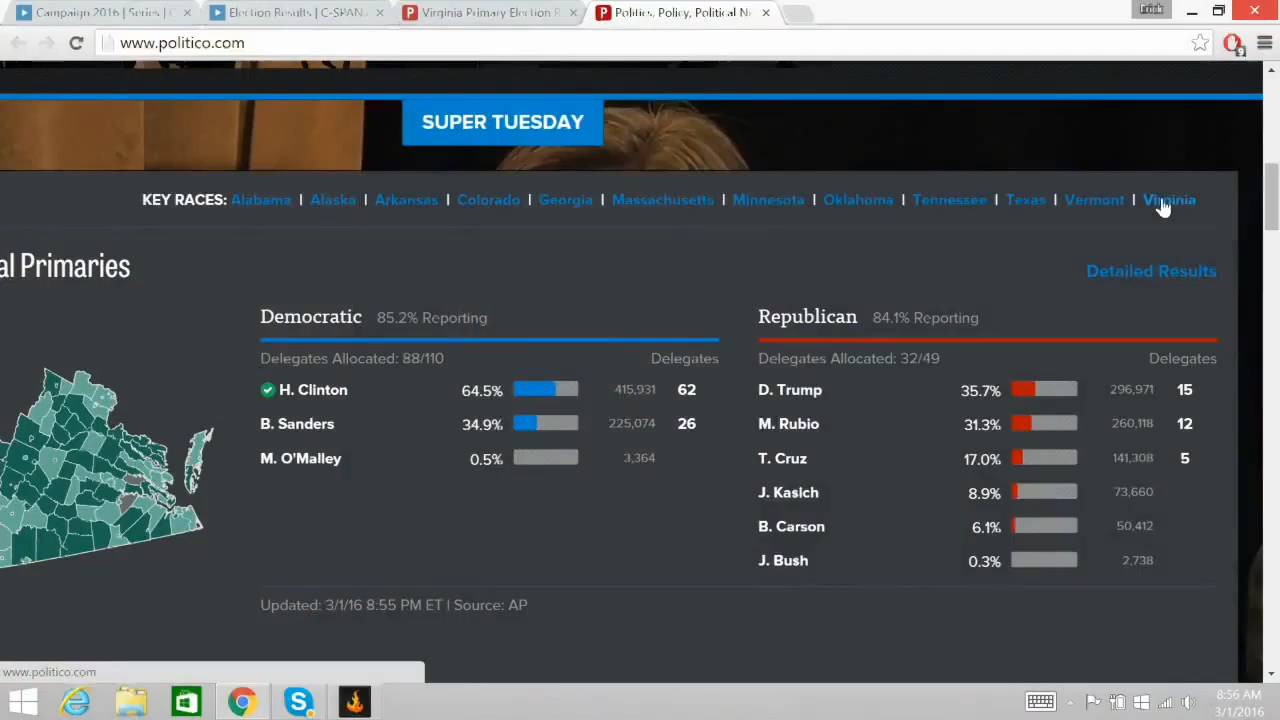 Campaign 2016 | Series | C
Election Results | C-SPAN
Virginia Primary Election R
Politics, Policy, Political Ne
Erick
www.politico.com
9
SUPER TUESDAY
KEY RACES: Alabama | Alaska | Arkansas | Colorado | Georgia | Massachusetts | Minnesota | Oklahoma | Tennessee | Texas | Vermont | Virginia
al Primaries
Detailed Results
Democratic 85.2% Reporting
Delegates Allocated: 88/110 Delegates
H. Clinton 64.5% 415,931 62
B. Sanders 34.9% 225,074 26
M. O'Malley 0.5% 3,364
Republican 84.1% Reporting
Delegates Allocated: 32/49 Delegates
D. Trump 35.7% 296,971 15
M. Rubio 31.3% 260,118 12
T. Cruz 17.0% 141,308 5
J. Kasich 8.9% 73,660
B. Carson 6.1% 50,412
J. Bush 0.3% 2,738
Updated: 3/1/16 8:55 PM ET | Source: AP
www.politico.com
8:56 AM
3/1/2016